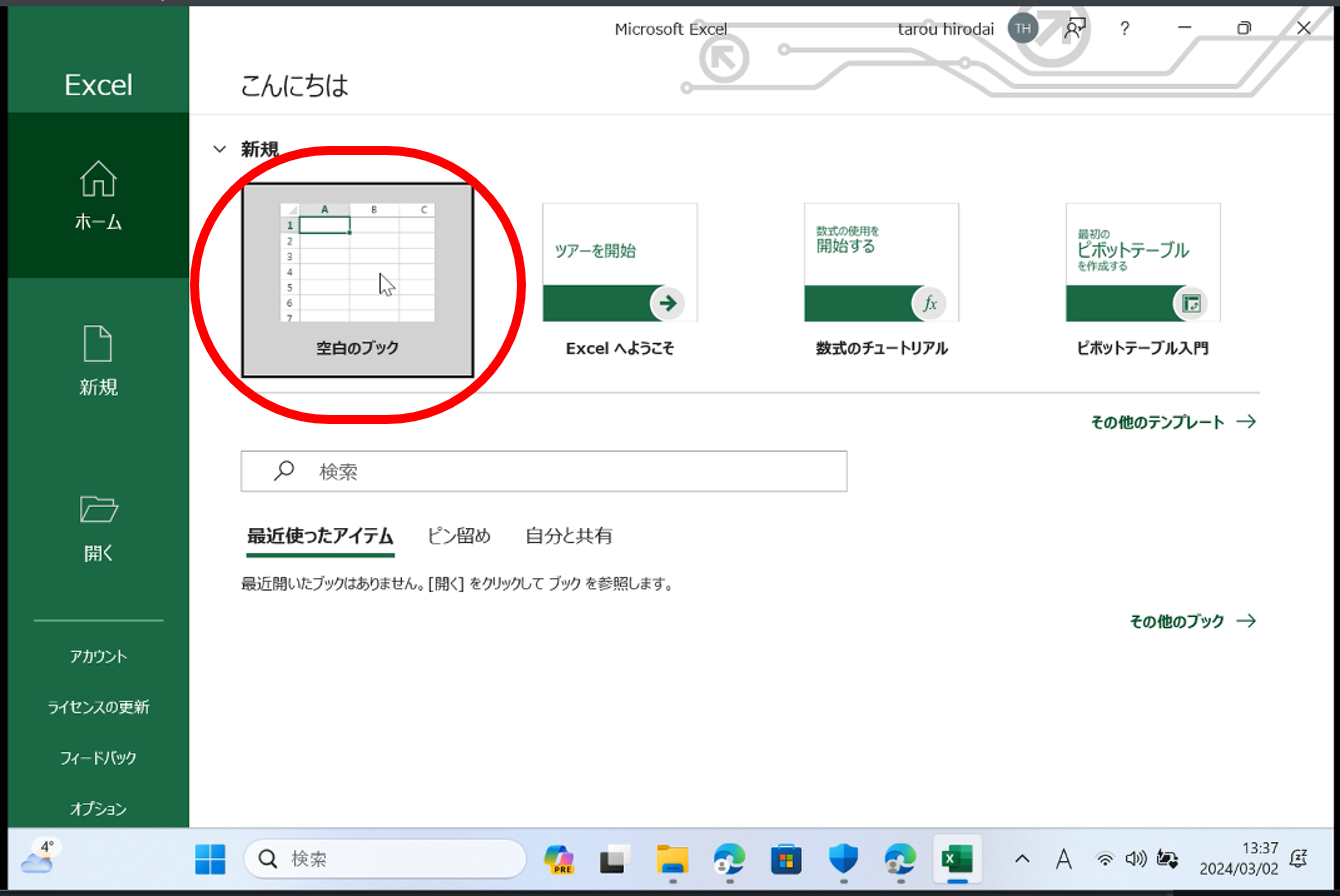 Microsoft Excel
tarou hirodai
TH
?
Excel
こんにちは
ホーム
新規
開く
アカウント
ライセンスの更新
フィードバック
オプション
新規
A B C
1
2
3
4
5
6
7
空白のブック
ツアーを開始
Excel へようこそ
数式の使用を
開始する
fx
数式のチュートリアル
最初の
ピボットテーブル
を作成する
ピボットテーブル入門
その他のテンプレート
検索
最近使ったアイテム ピン留め 自分と共有
最近開いたブックはありません。[開く] をクリックして ブック を参照します。
その他のブック
4°
検索
PRE
A
13:37
2024/03/02